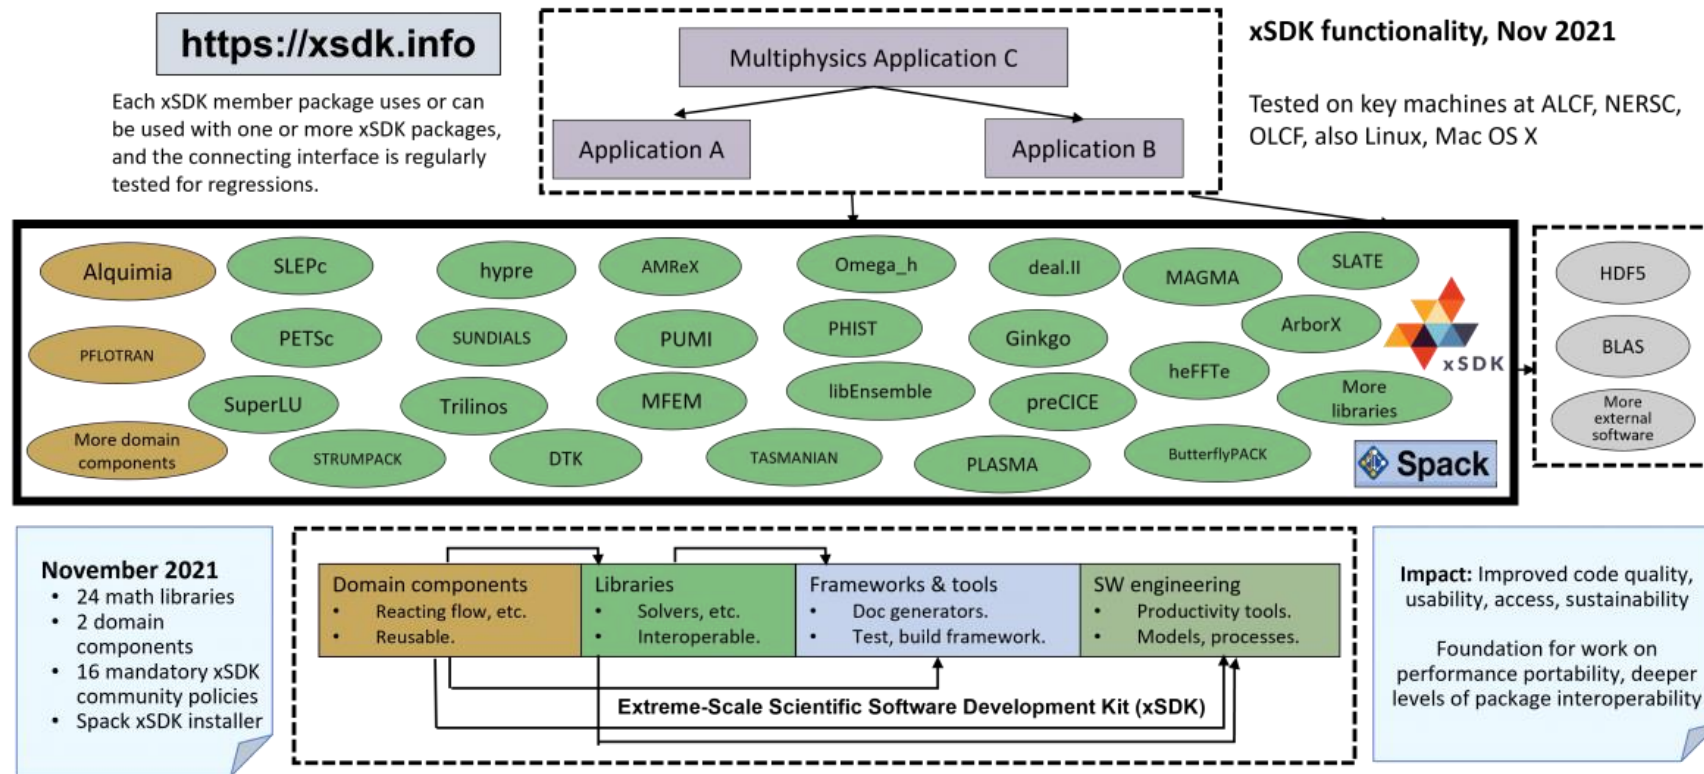 https://xsdk.info
Each xSDK member package uses or can
be used with one or more xSDK packages,
and the connecting interface is regularly
tested for regressions.
Multiphysics Application C
Application A
Application B
xSDK functionality, Nov 2021
Tested on key machines at ALCF, NERSC,
OLCF, also Linux, Mac OS X
Alquimia
SLEPc
hypre
AMReX
Omega_h
deal.II
MAGMA
SLATE
PFLOTRAN
PETSc
SUNDIALS
PUMI
PHIST
Ginkgo
ArborX
xSDK
SuperLU
Trilinos
MFEM
libEnsemble
preCICE
heFFTe
More
libraries
More domain
components
STRUMPACK
DTK
TASMANIAN
PLASMA
ButterflyPACK
Spack
HDF5
BLAS
More
external
software
November 2021
• 24 math libraries
• 2 domain
components
• 16 mandatory xSDK
community policies
• Spack xSDK installer
Domain components
• Reacting flow, etc.
• Reusable.
Libraries
• Solvers, etc.
• Interoperable.
Frameworks & tools
• Doc generators.
• Test, build framework.
SW engineering
• Productivity tools.
• Models, processes.
Extreme-Scale Scientific Software Development Kit (xSDK)
Impact: Improved code quality,
usability, access, sustainability
Foundation for work on
performance portability, deeper
levels of package interoperability